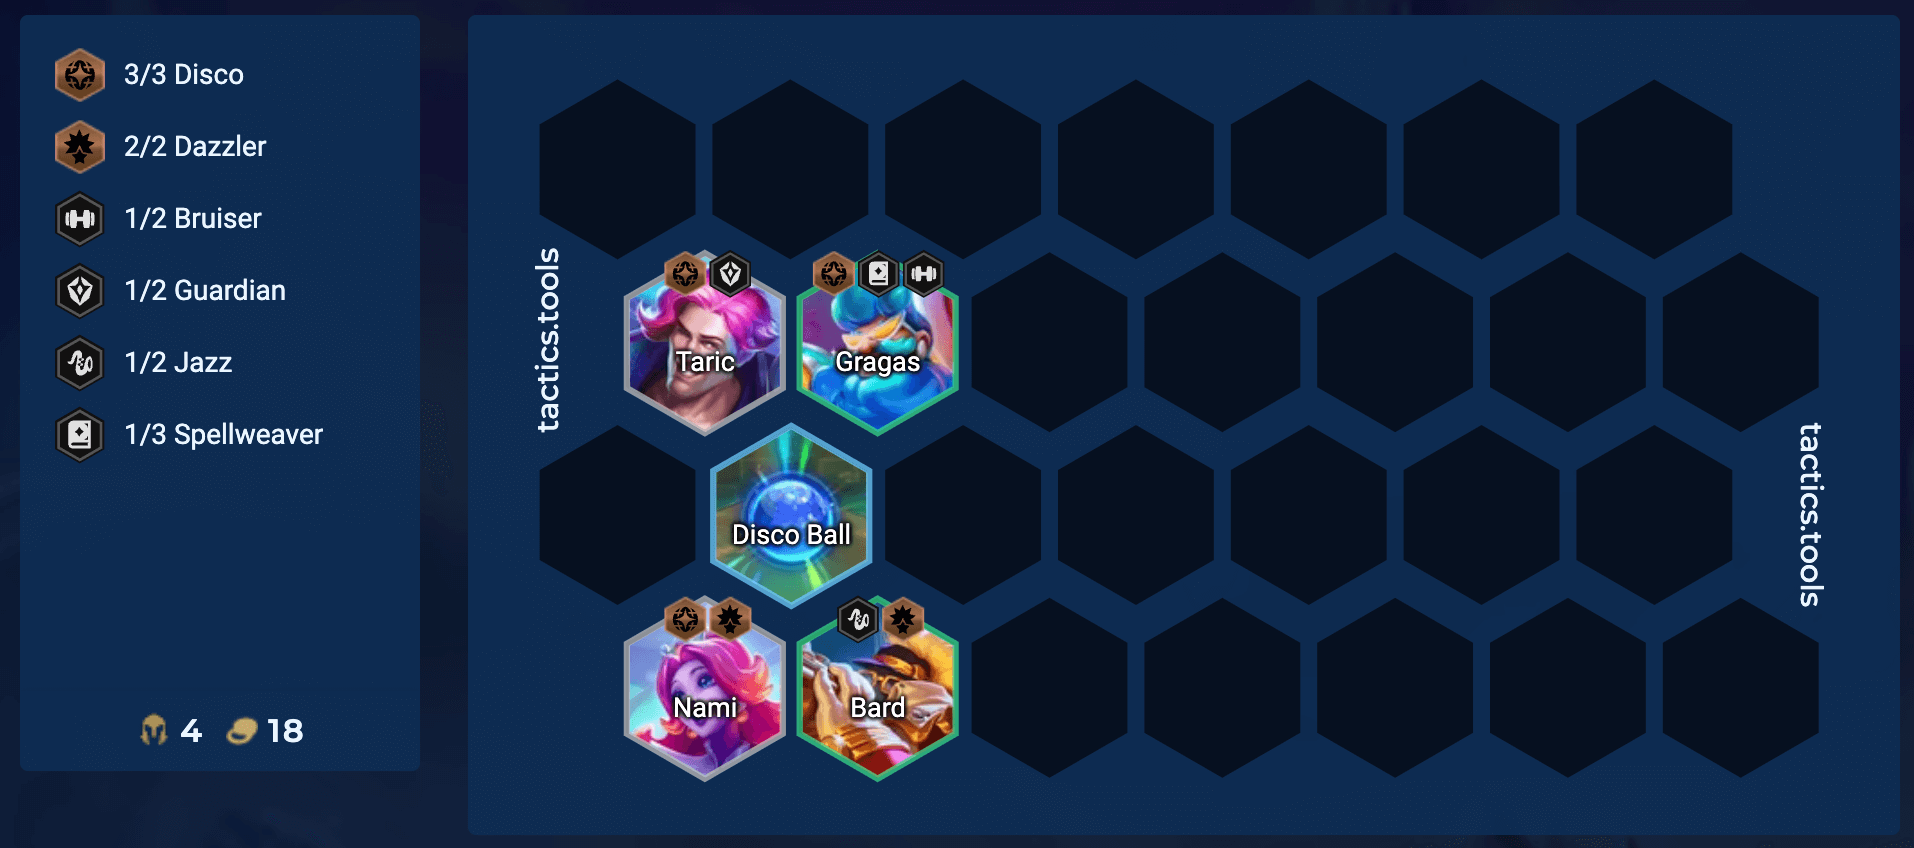 3/3 Disco
2/2 Dazzler
1/2 Bruiser
1/2 Guardian
1/2 Jazz
1/3 Spellweaver
4 18
tactics.tools
Taric
Gragas
Disco Ball
Nami
Bard
tactics.tools